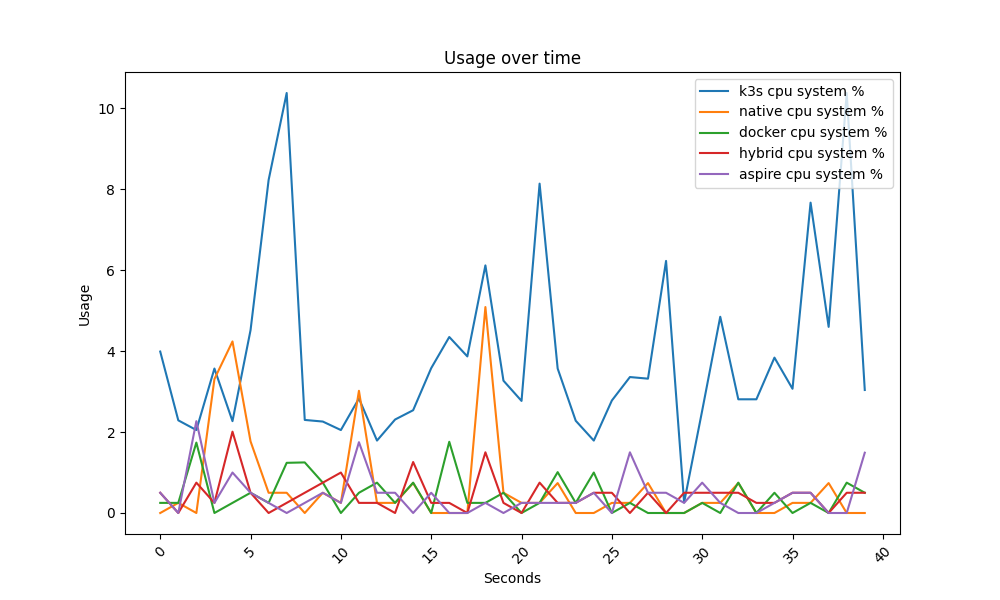 Usage over time
k3s cpu system %
native cpu system %
docker cpu system %
hybrid cpu system %
aspire cpu system %
Usage
10
8
6
4
2
0
0 5 10 15 20 25 30 35 40
Seconds